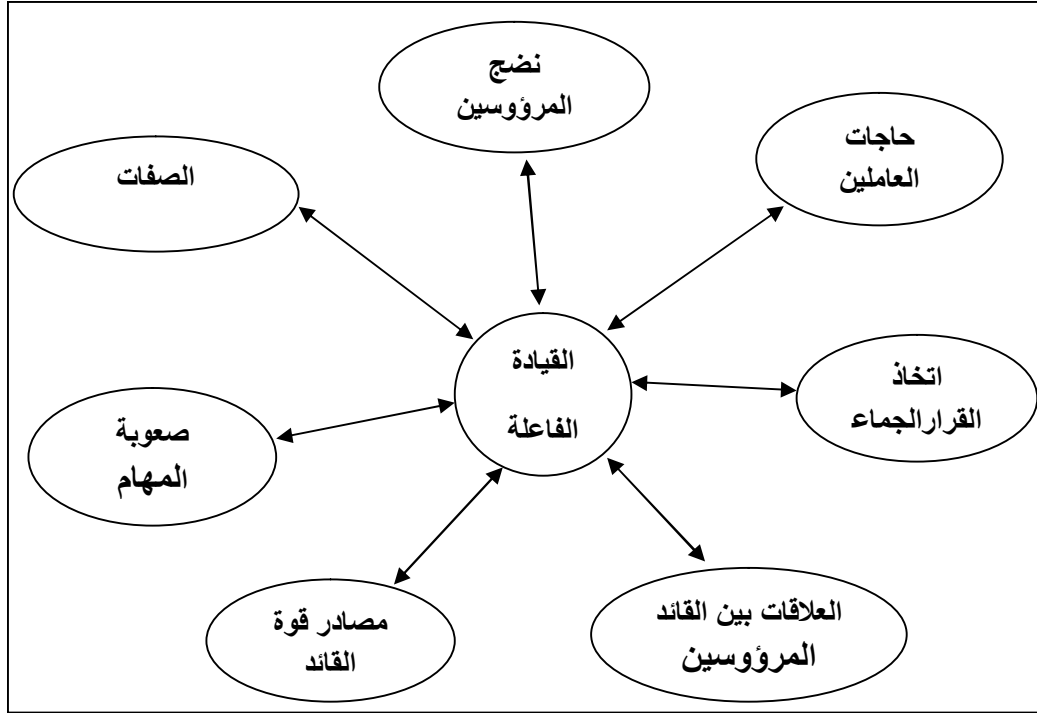 نضج
المرؤوسين
حاجات
العاملين
الصفات
القيادة
الفاعلة
اتخاذ
القرارالجماع
صعوبة
المهام
العلاقات بين القائد
المرؤوسين
مصادر قوة
القائد